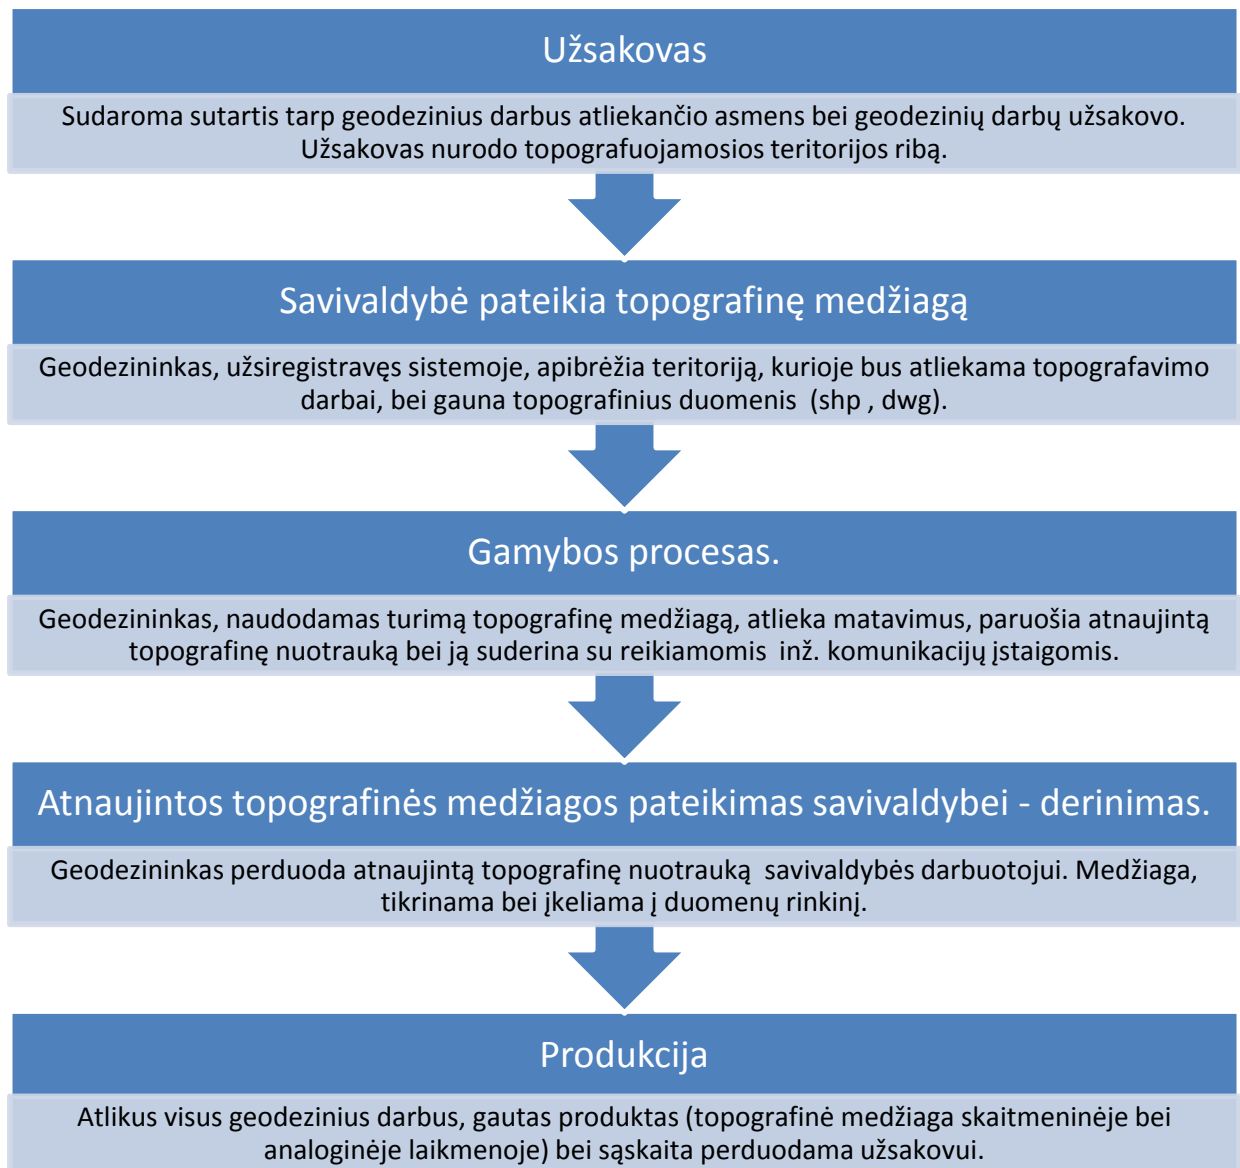 Užsakovas
Sudaroma sutartis tarp geodezinius darbus atliekančio asmens bei geodezinių darbų užsakovo.
Užsakovas nurodo topografuojamosios teritorijos ribą.
Savivaldybė pateikia topografinę medžiagą
Geodezininkas, užsiregistravęs sistemoje, apibrėžia teritoriją, kurioje bus atliekama topografavimo
darbai, bei gauna topografinius duomenis (shp , dwg).
Gamybos procesas.
Geodezininkas, naudodamas turimą topografinę medžiagą, atlieka matavimus, paruošia atnaujintą
topografinę nuotrauką bei ją suderina su reikiamomis inž. komunikacijų įstaigomis.
Atnaujintos topografinės medžiagos pateikimas savivaldybei - derinimas.
Geodezininkas perduoda atnaujintą topografinę nuotrauką savivaldybės darbuotojui. Medžiaga,
tikrinama bei įkeliama į duomenų rinkinį.
Produkcija
Atlikus visus geodezinius darbus, gautas produktas (topografinė medžiaga skaitmeninėje bei
analoginėje laikmenoje) bei sąskaita perduodama užsakovui.